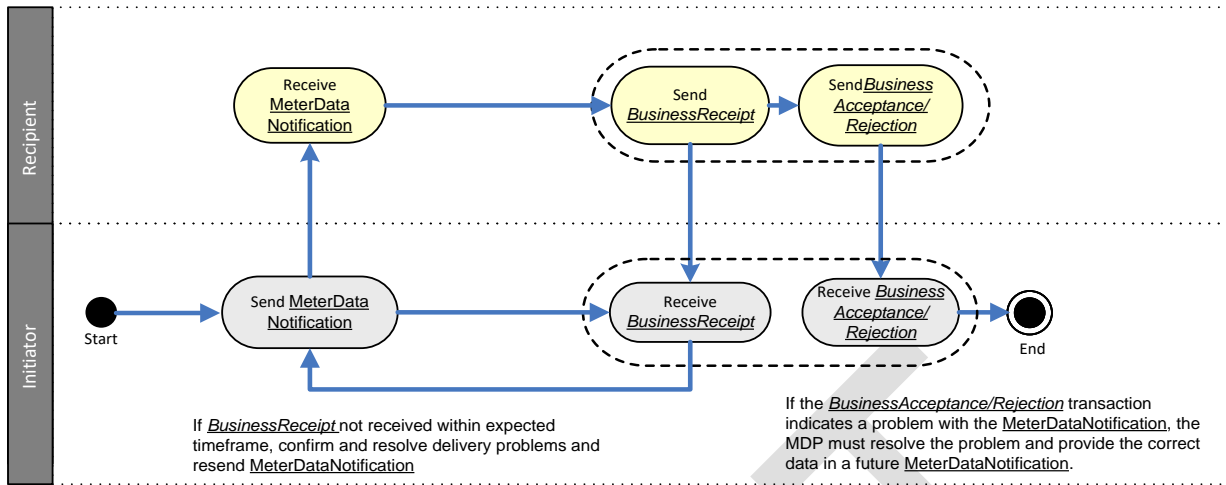 Recipient
Receive
MeterData
Notification
Send
BusinessReceipt
SendBusiness
Acceptance/
Rejection
Initiator
Start
Send MeterData
Notification
Receive
BusinessReceipt
Receive Business
Acceptance/
Rejection
End
If BusinessReceipt not received within expected
timeframe, confirm and resolve delivery problems and
resend MeterDataNotification
If the BusinessAcceptance/Rejection transaction
indicates a problem with the MeterDataNotification, the
MDP must resolve the problem and provide the correct
data in a future MeterDataNotification.